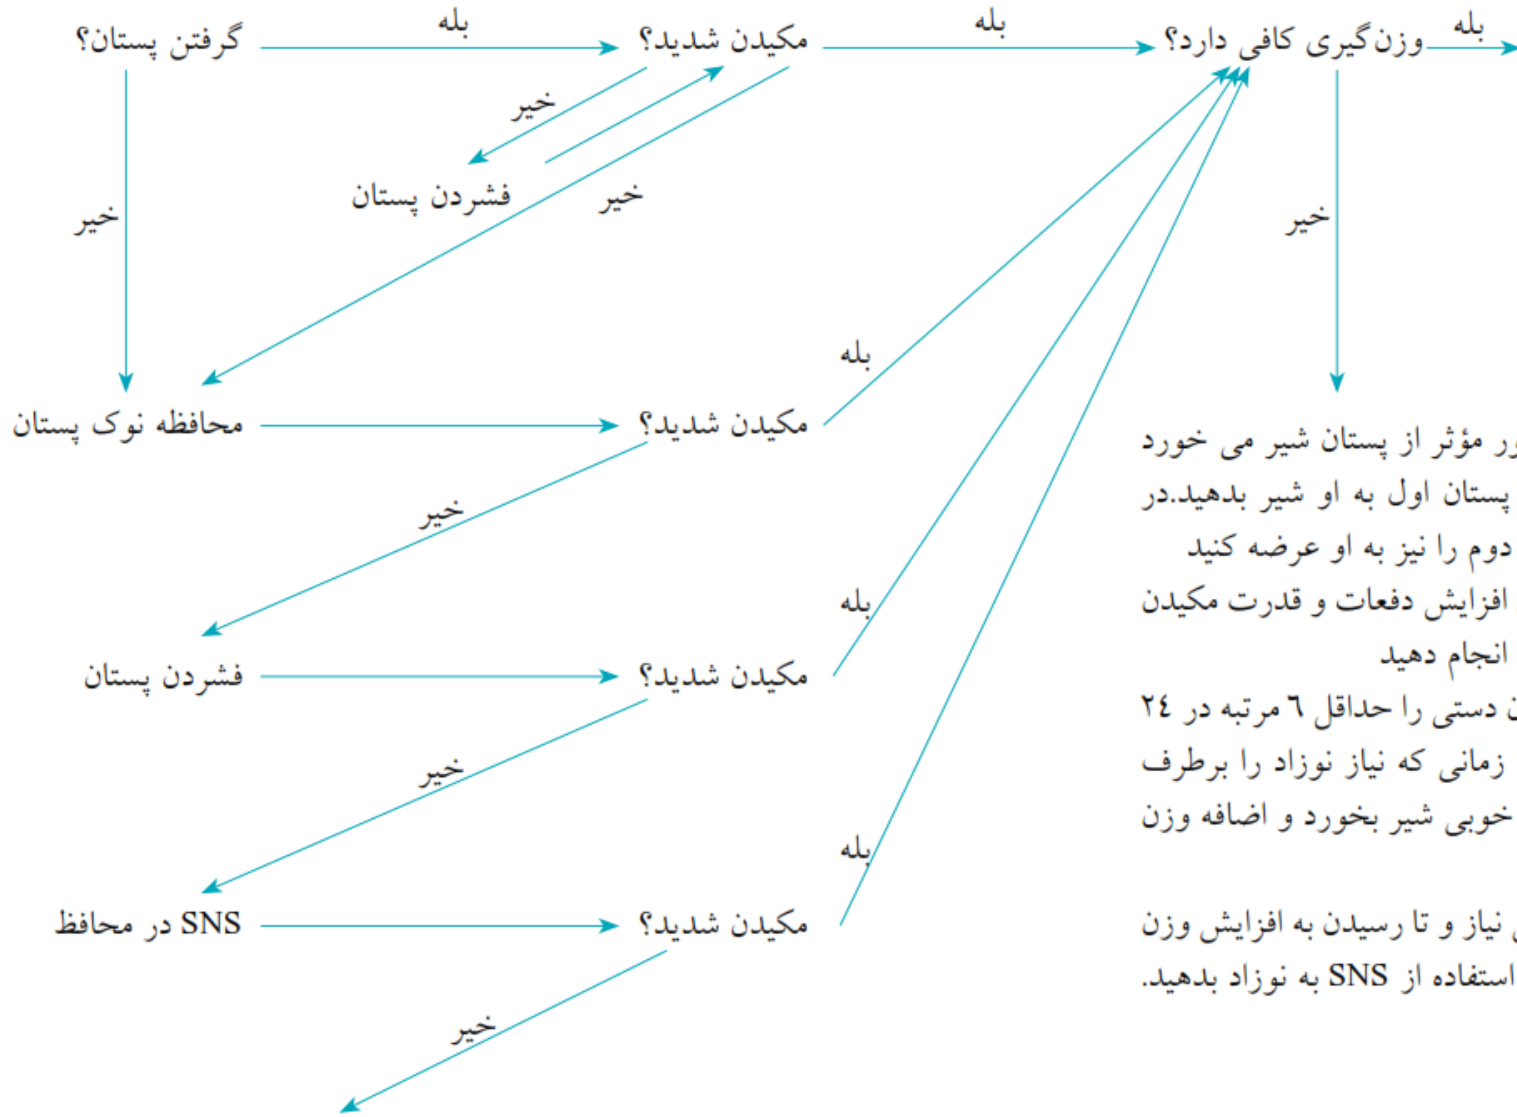 گرفتن پستان؟
بله
مکیدن شدید؟
بله
وزن‌گیری کافی دارد؟
بله
خیر
فشردن پستان
خیر
خیر
خیر
محافظه نوک پستان
مکیدن شدید؟
بله
خیر
مؤثر از پستان شیر می خورد
پستان اول به او شیر بدهید.در
دوم را نیز به او عرضه کنید
افزایش دفعات و قدرت مکیدن
انجام دهید
دستی را حداقل ٦ مرتبه در ٢٤
زمانی که نیاز نوزاد را برطرف
خوبی شیر بخورد و اضافه وزن
نیاز و تا رسیدن به افزایش وزن
استفاده از SNS به نوزاد بدهید.
فشردن پستان
مکیدن شدید؟
بله
خیر
SNS در محافظ
مکیدن شدید؟
بله
خیر